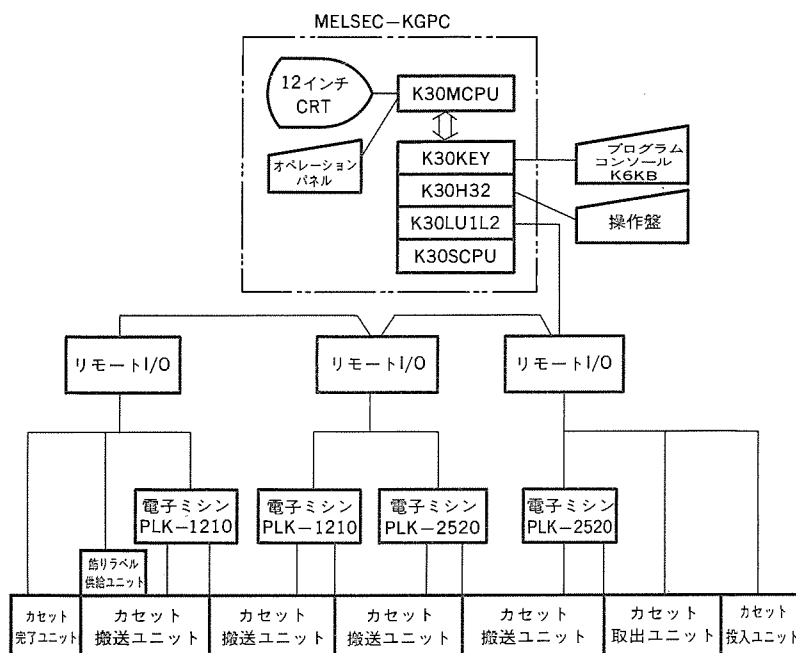 MELSEC-KGPC
12インチ
CRT
K30MCPU
オペレーション
パネル
K30KEY
K30H32
K30LU1L2
K30SCPU
プログラム
コンソール
K6KB
操作盤
リモートI/O
リモートI/O
リモートI/O
電子ミシン
PLK-1210
電子ミシン
PLK-1210
電子ミシン
PLK-2520
電子ミシン
PLK-2520
飾りラベル
供給ユニット
カセット
完了ユニット
カセット
搬送ユニット
カセット
搬送ユニット
カセット
搬送ユニット
カセット
搬送ユニット
カセット
取出ユニット
カセット
投入ユニット